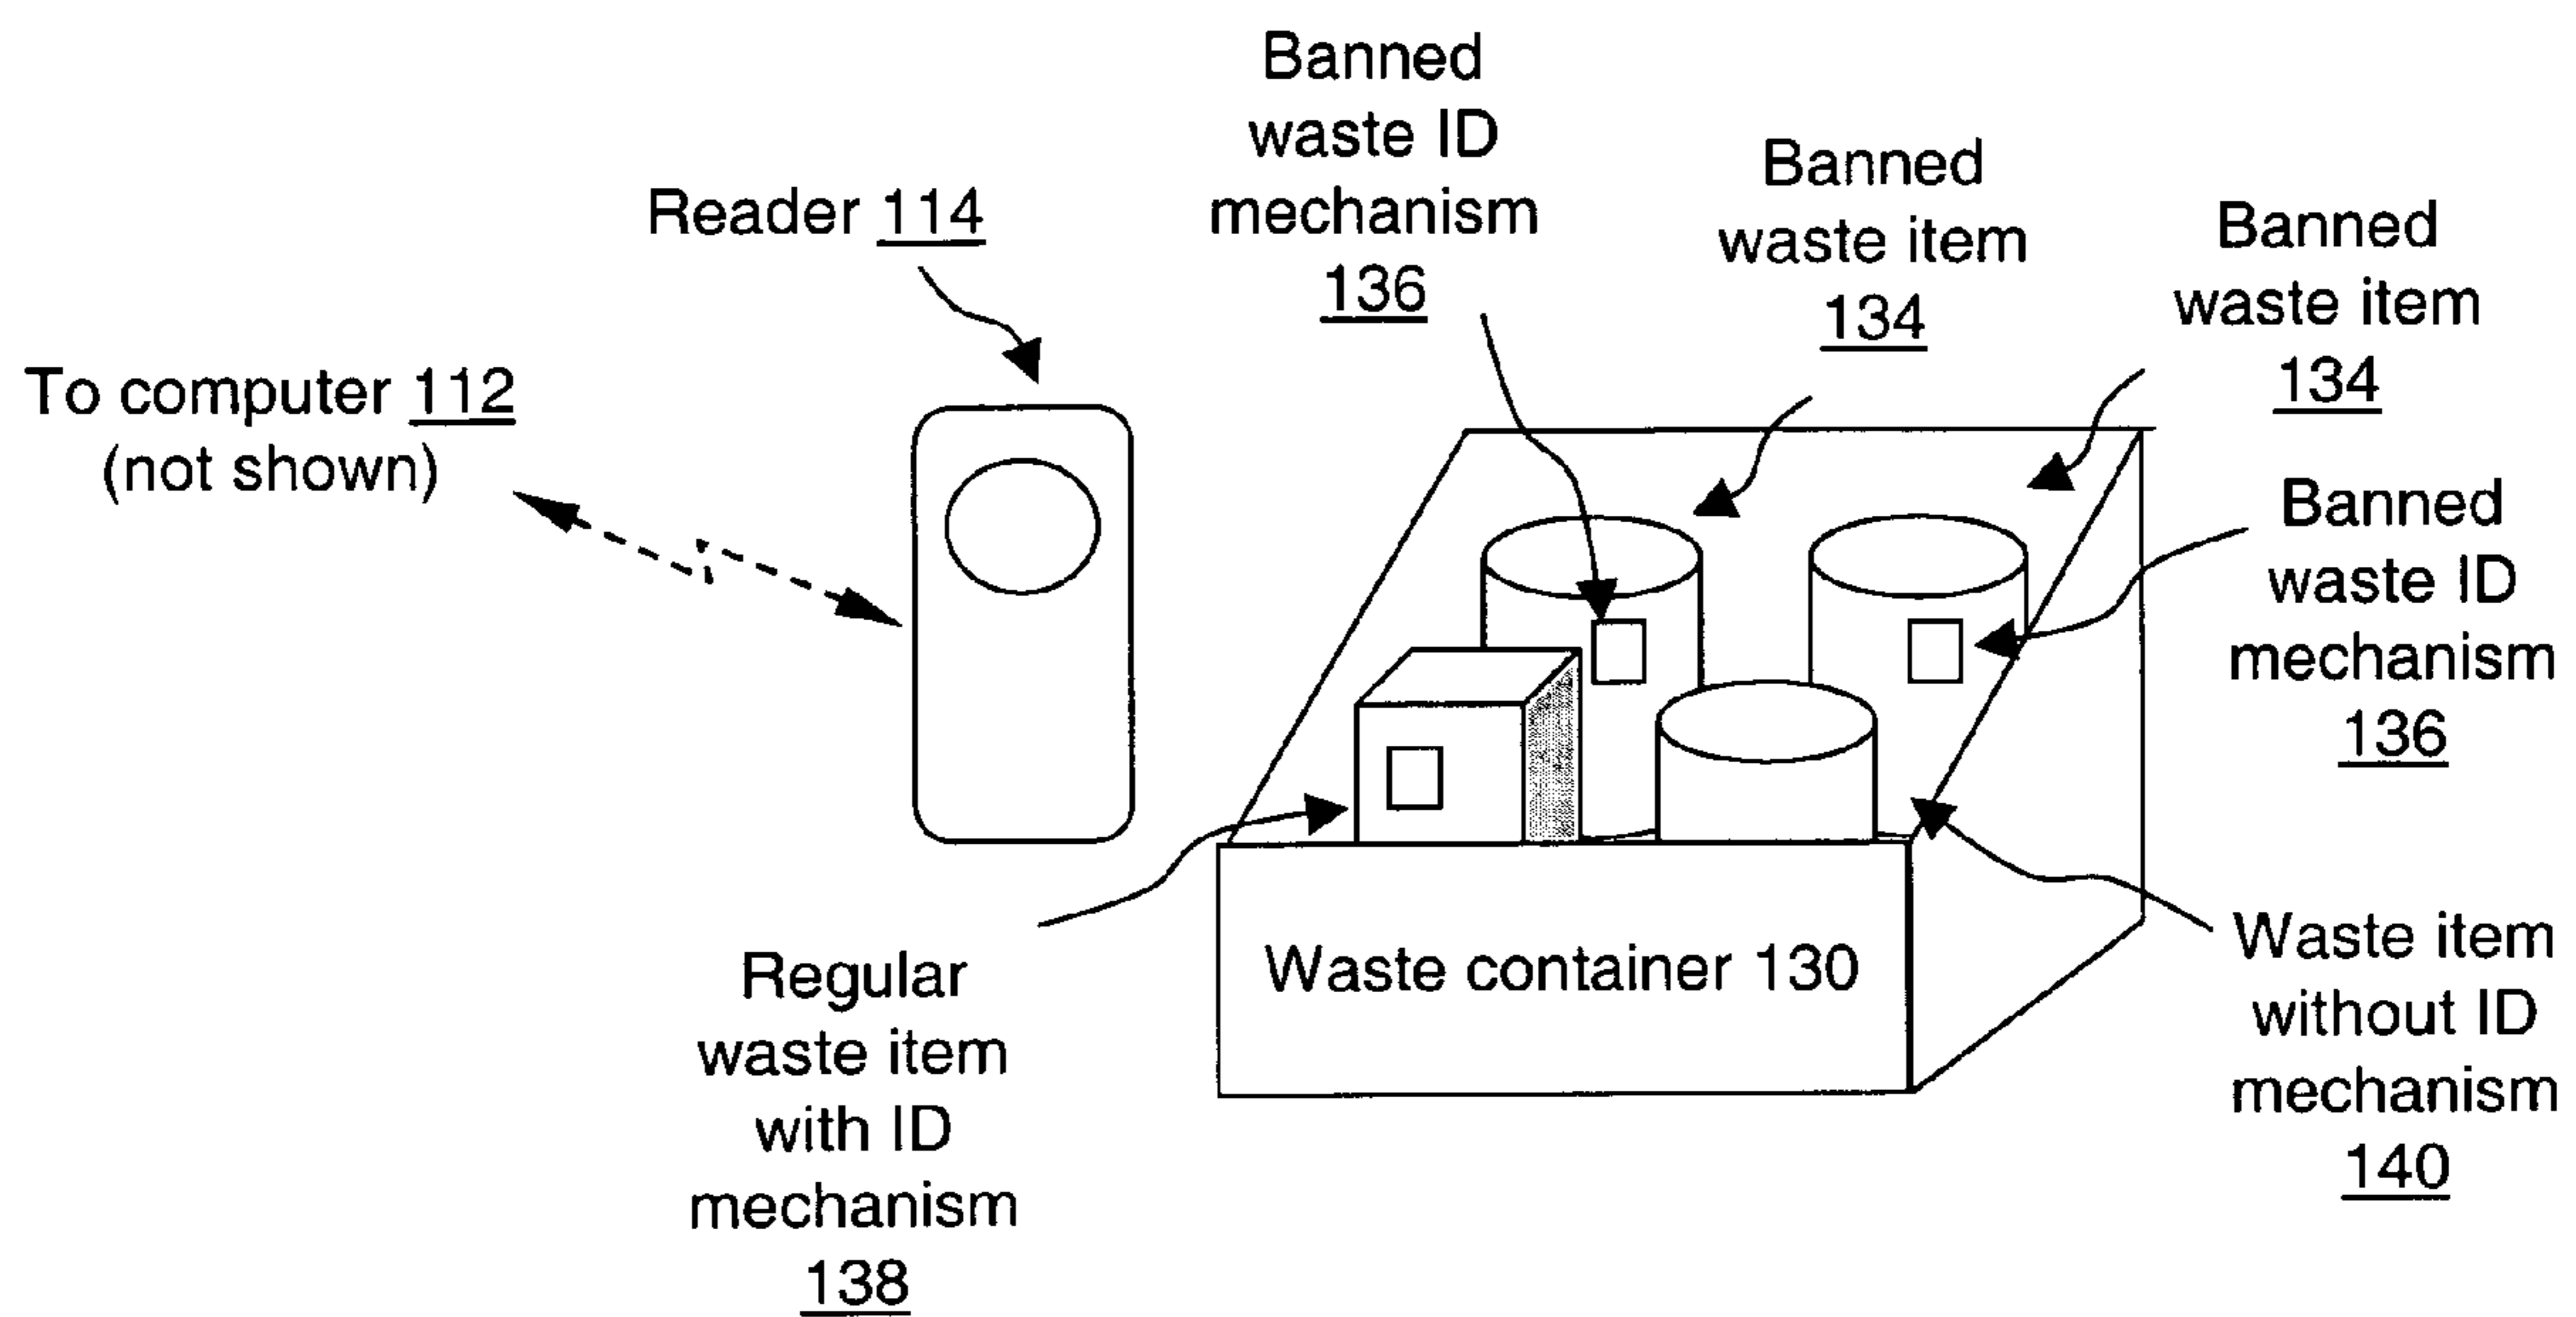 Banned
waste ID
mechanism
136
Banned
waste item
134
Banned
waste item
134
Reader 114
To computer 112
(not shown)
Banned
waste ID
mechanism
136
Waste container 130
Regular
waste item
with ID
mechanism
138
Waste item
without ID
mechanism
140